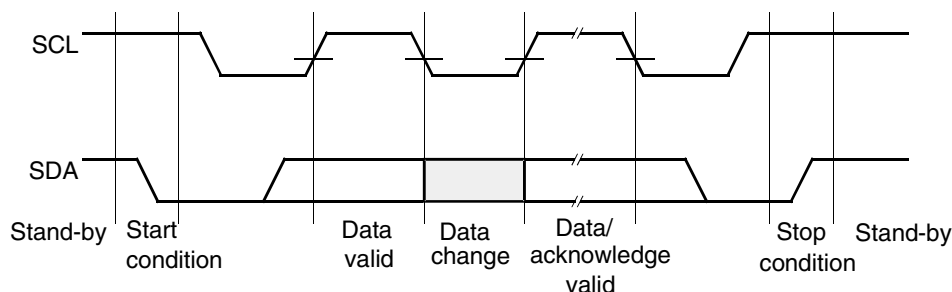 SCL
SDA
Stand-by
Start
condition
Data
valid
Data
change
Data/
acknowledge
valid
Stop
condition
Stand-by